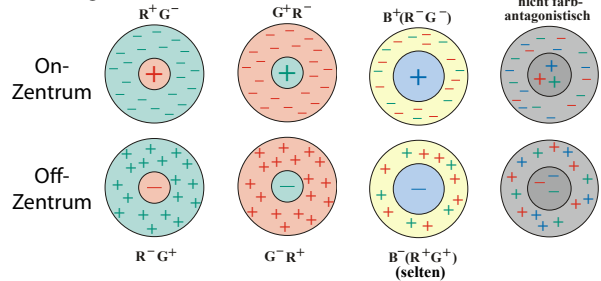 nicht farb-
antagonistisch
R⁺G⁻
G⁺R⁻
B⁺(R⁻G⁻)
On-
Zentrum
Off-
Zentrum
R⁻G⁺
G⁻R⁺
B⁻(R⁺G⁺)
(selten)